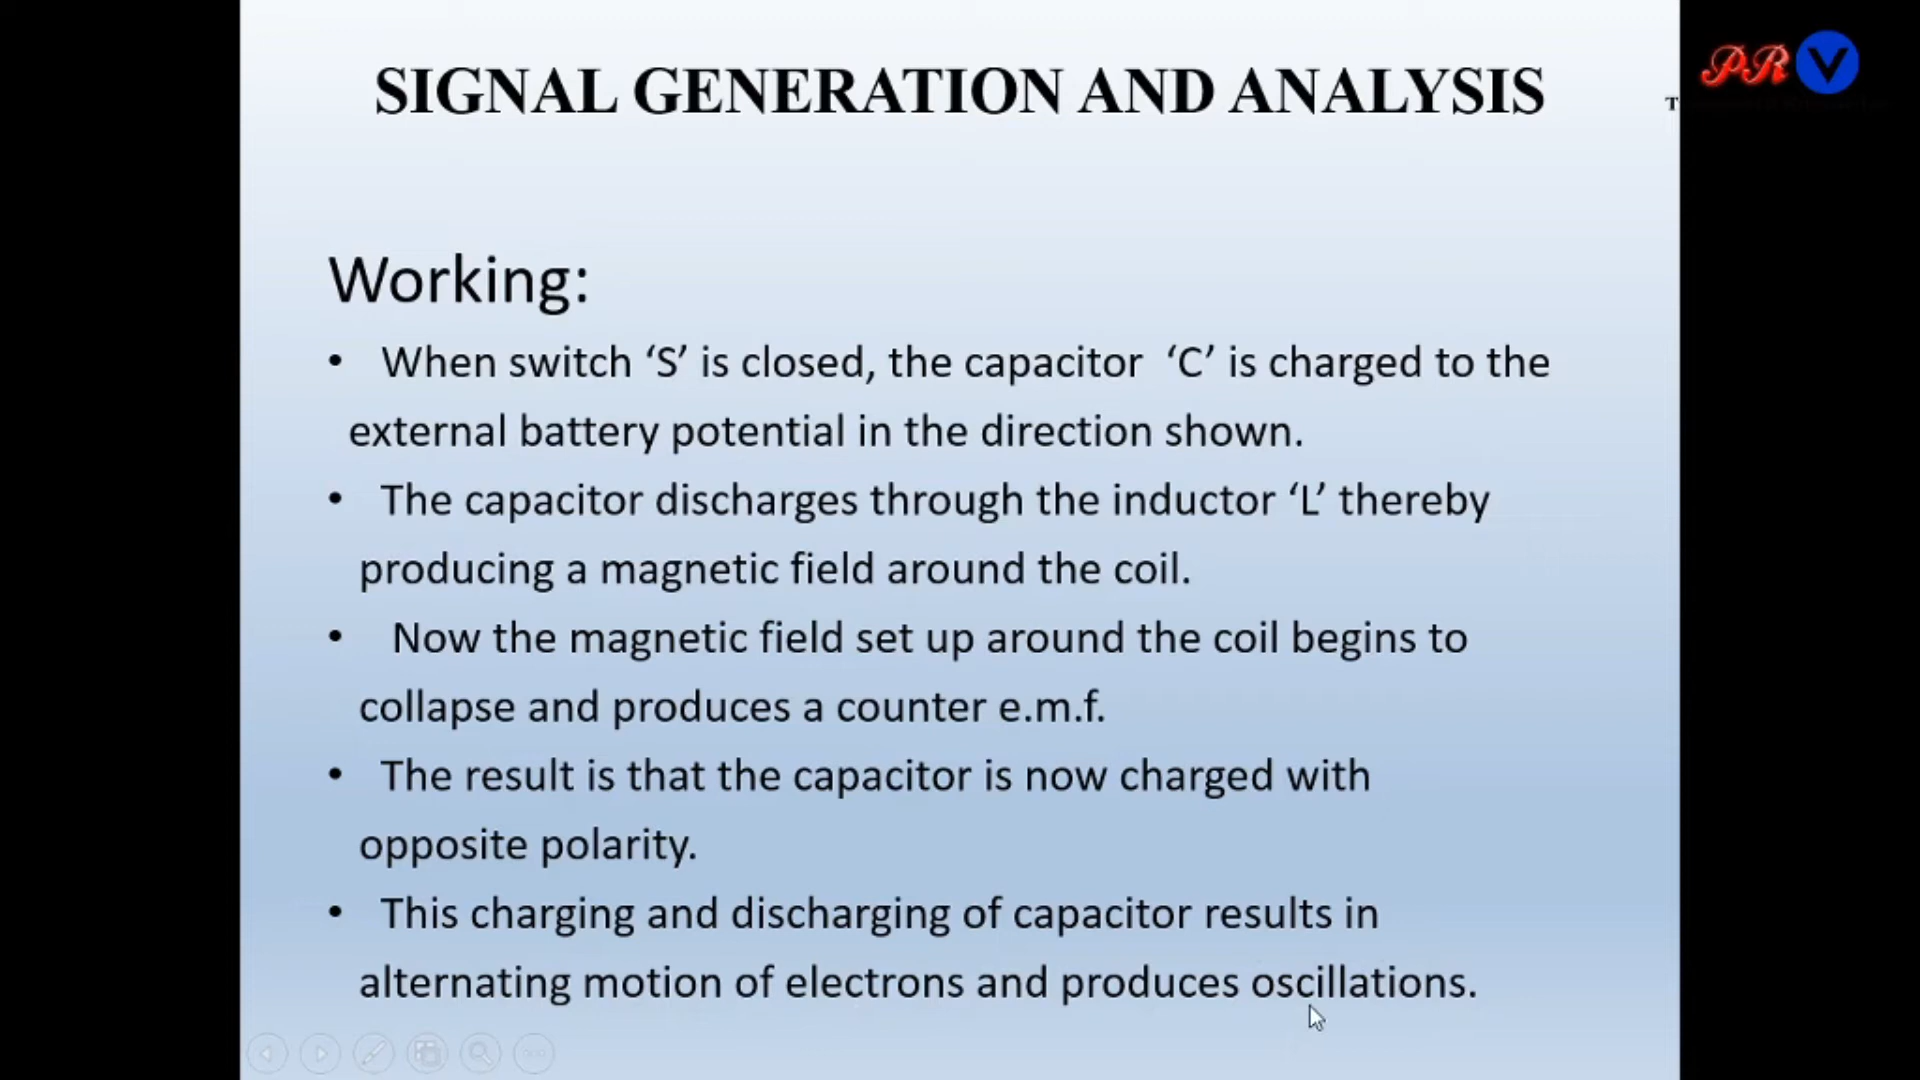 SIGNAL GENERATION AND ANALYSIS
PR V
T
Working:
• When switch ‘S’ is closed, the capacitor ‘C’ is charged to the
external battery potential in the direction shown.
• The capacitor discharges through the inductor ‘L’ thereby
producing a magnetic field around the coil.
• Now the magnetic field set up around the coil begins to
collapse and produces a counter e.m.f.
• The result is that the capacitor is now charged with
opposite polarity.
• This charging and discharging of capacitor results in
alternating motion of electrons and produces oscillations.